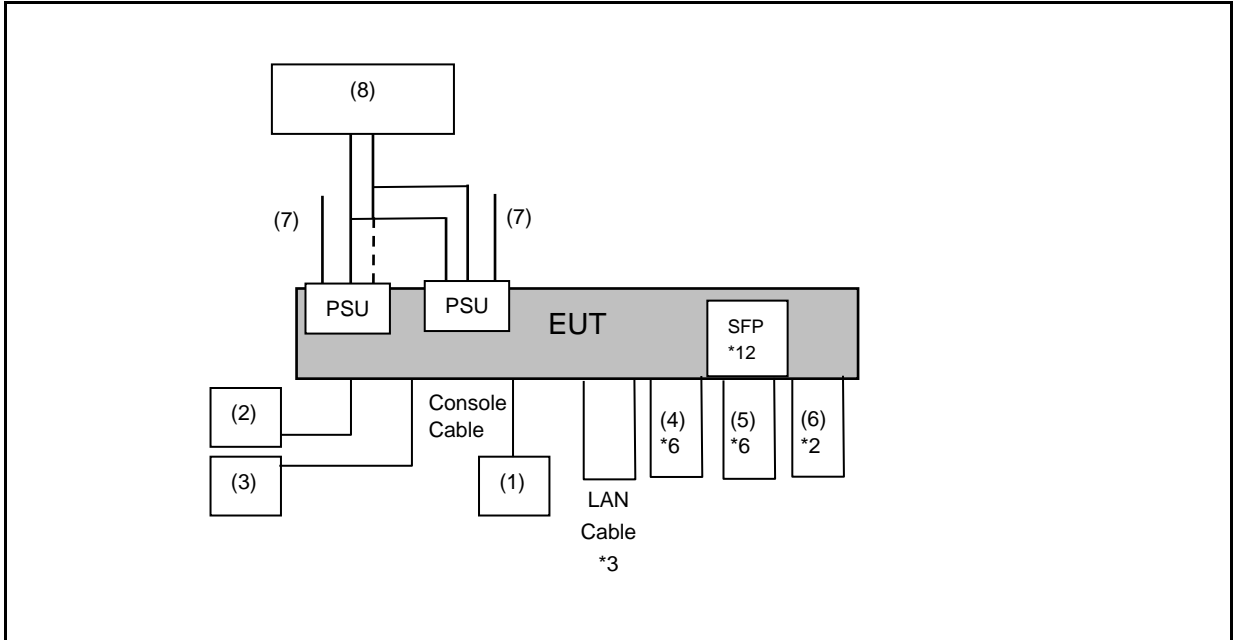 (8)
(7)
(7)
PSU
PSU
EUT
SFP
*12
(2)
Console
Cable
(4)
*6
(5)
*6
(6)
*2
(3)
(1)
LAN
Cable
*3